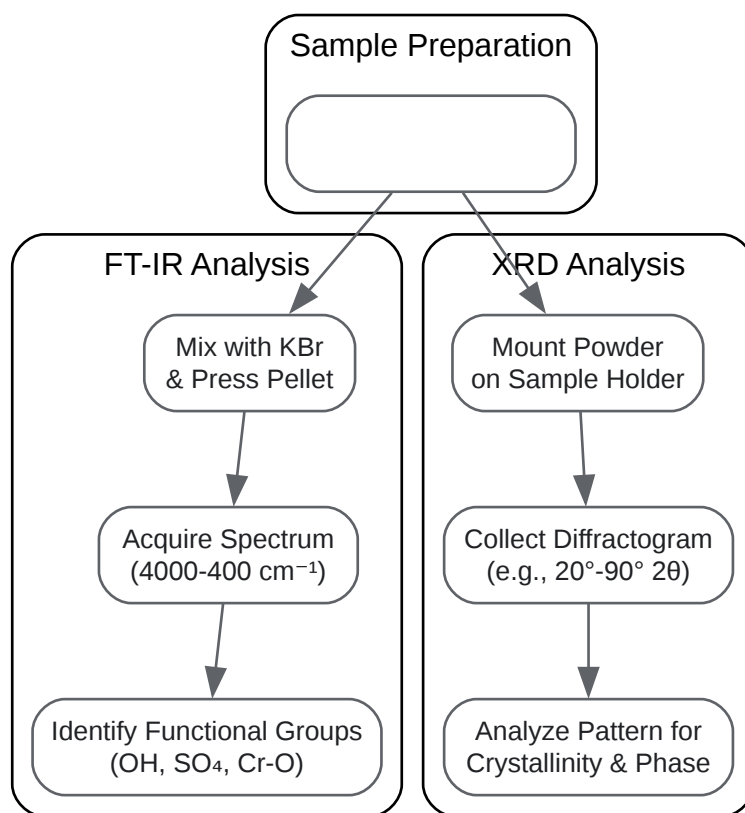 Sample Preparation
FT-IR Analysis
XRD Analysis
Mix with KBr
& Press Pellet
Mount Powder
on Sample Holder
Acquire Spectrum
(4000-400 cm⁻¹)
Collect Diffractogram
(e.g., 20°-90° 2θ)
Identify Functional Groups
(OH, SO₄, Cr-O)
Analyze Pattern for
Crystallinity & Phase